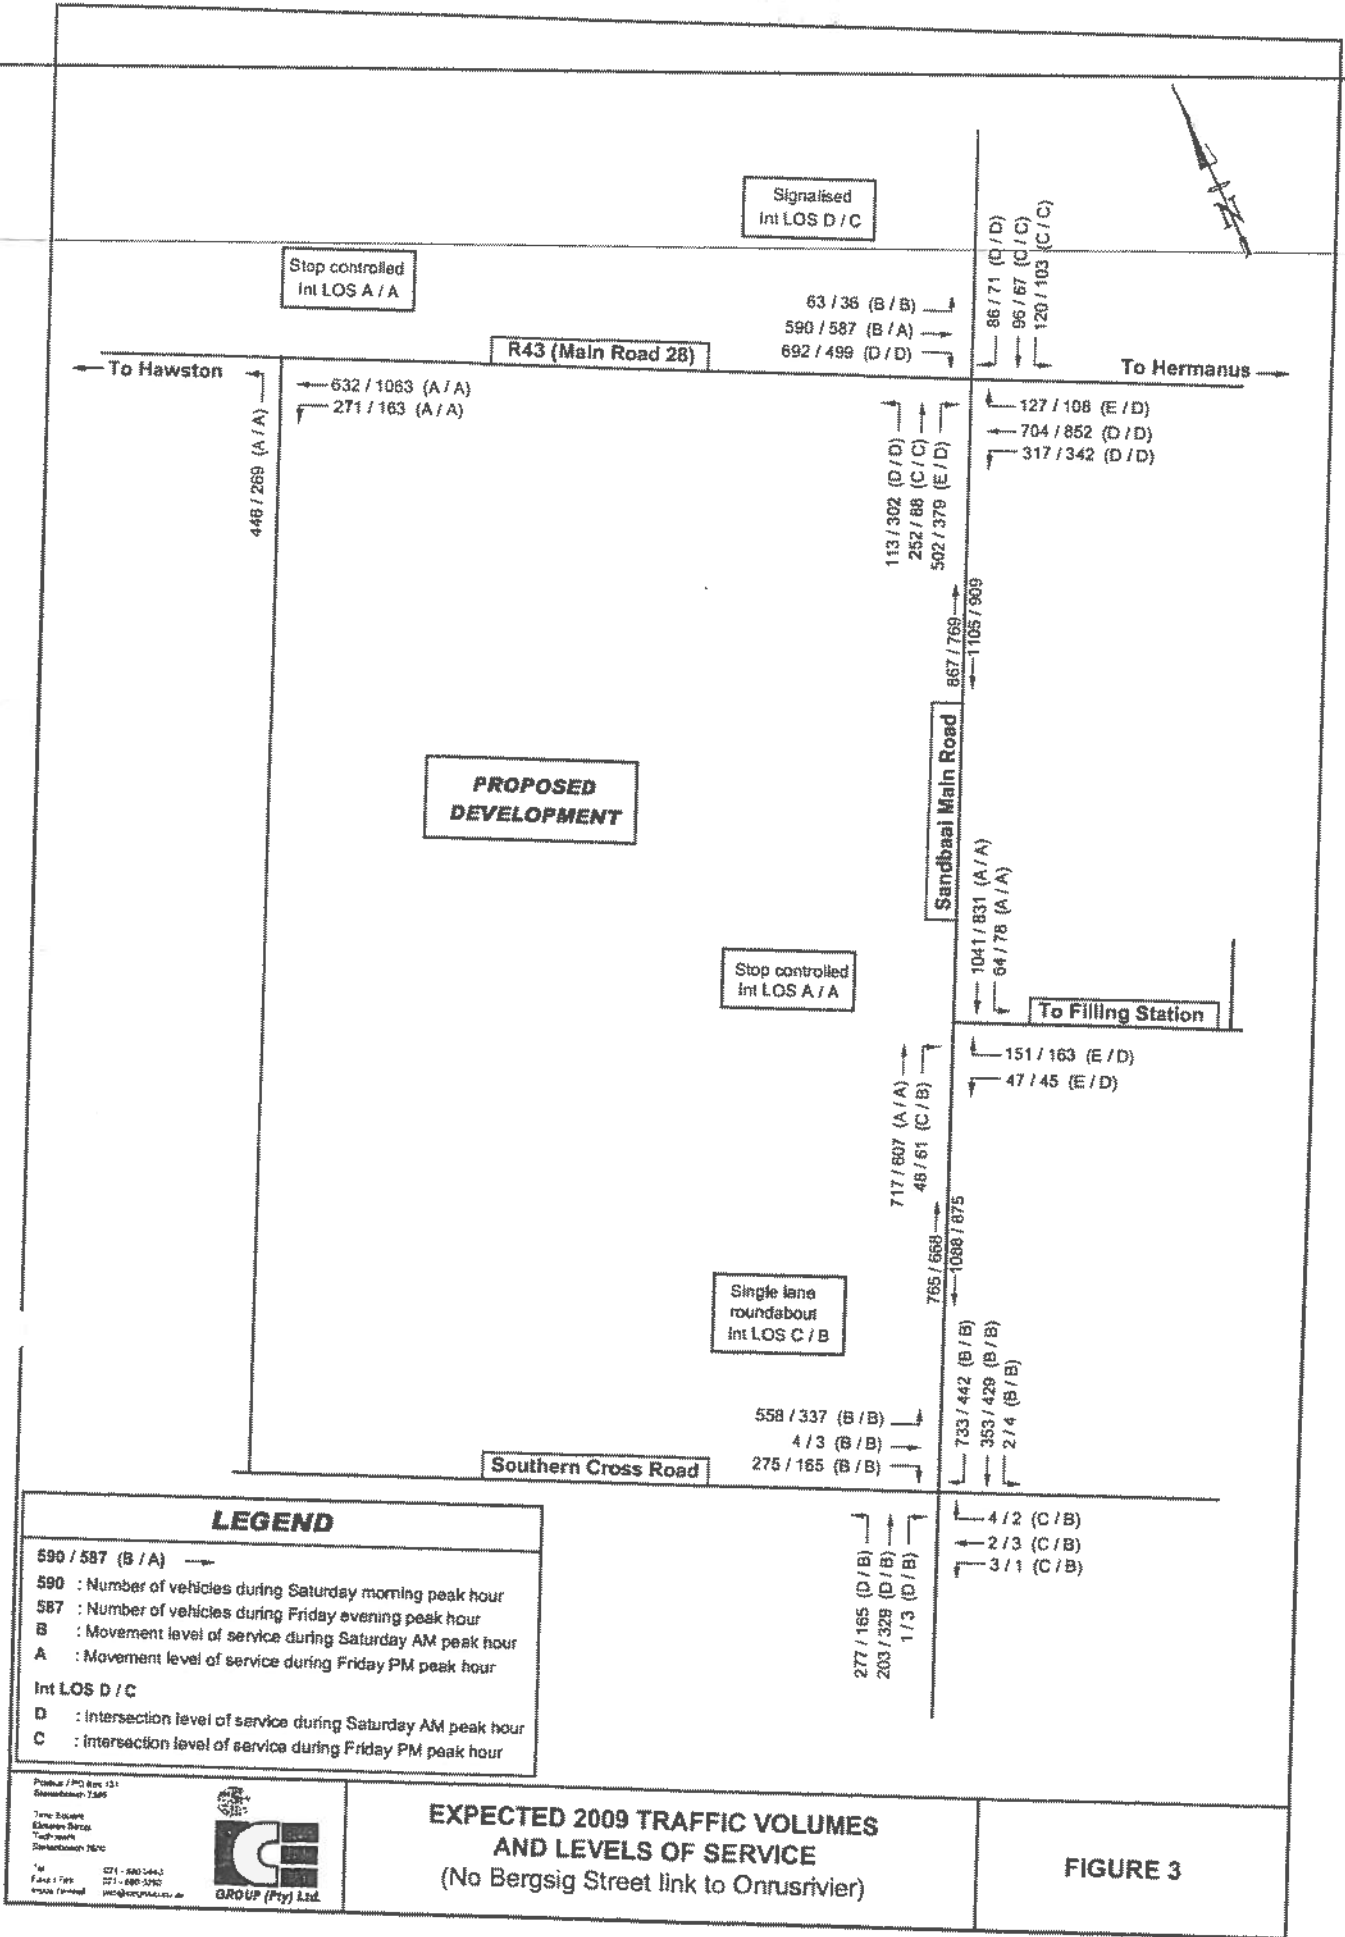 N
Signalised
Int LOS D / C
Stop controlled
Int LOS A / A
86 / 71 (D / D)
96 / 67 (C / C)
120 / 103 (C / C)
63 / 36 (B / B)
590 / 587 (B / A)
692 / 499 (D / D)
R43 (Main Road 28)
To Hawston
To Hermanus
632 / 1063 (A / A)
271 / 163 (A / A)
446 / 269 (A / A)
127 / 108 (E / D)
704 / 852 (D / D)
317 / 342 (D / D)
113 / 302 (D / D)
252 / 88 (C / C)
502 / 379 (E / D)
867 / 769
1105 / 909
PROPOSED
DEVELOPMENT
Sandbaai Main Road
1041 / 831 (A / A)
64 / 78 (A / A)
Stop controlled
Int LOS A / A
To Filling Station
151 / 163 (E / D)
47 / 45 (E / D)
717 / 607 (A / A)
48 / 61 (C / B)
765 / 668
1088 / 875
Single lane
roundabout
Int LOS C / B
733 / 442 (B / B)
353 / 429 (B / B)
2 / 4 (B / B)
558 / 337 (B / B)
4 / 3 (B / B)
275 / 165 (B / B)
Southern Cross Road
4 / 2 (C / B)
2 / 3 (C / B)
3 / 1 (C / B)
277 / 165 (D / B)
203 / 329 (D / B)
1 / 3 (D / B)
LEGEND
590 / 587 (B / A)
590 : Number of vehicles during Saturday morning peak hour
587 : Number of vehicles during Friday evening peak hour
B : Movement level of service during Saturday AM peak hour
A : Movement level of service during Friday PM peak hour
Int LOS D / C
D : Intersection level of service during Saturday AM peak hour
C : Intersection level of service during Friday PM peak hour
GROUP (Pty) Ltd.
EXPECTED 2009 TRAFFIC VOLUMES
AND LEVELS OF SERVICE
(No Bergsig Street link to Onrusrivier)
FIGURE 3